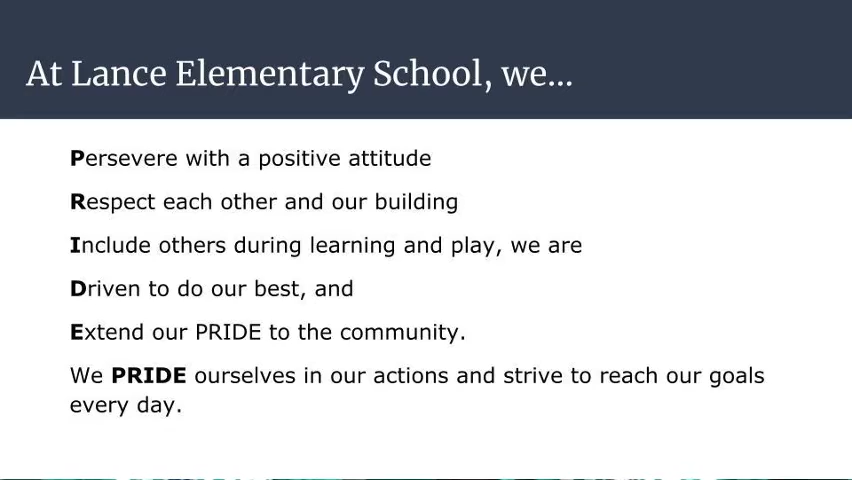 At Lance Elementary School, we...
Persevere with a positive attitude
Respect each other and our building
Include others during learning and play, we are
Driven to do our best, and
Extend our PRIDE to the community.
We PRIDE ourselves in our actions and strive to reach our goals
every day.